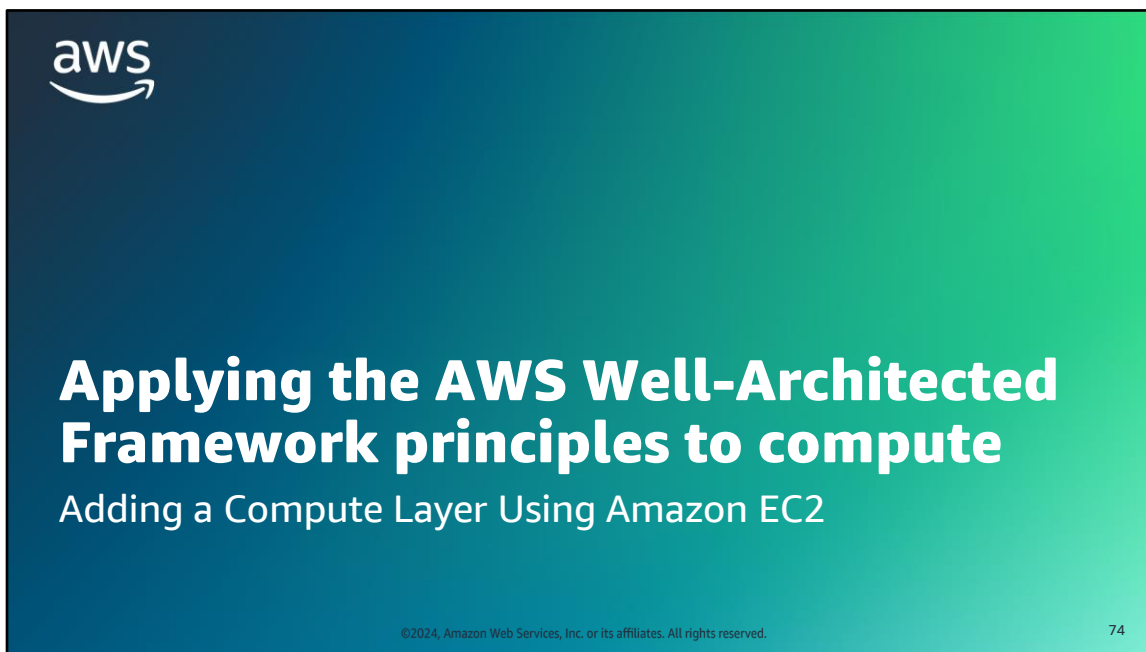 aws
Applying the AWS Well-Architected
Framework principles to compute
Adding a Compute Layer Using Amazon EC2
©2024, Amazon Web Services, Inc. or its affiliates. All rights reserved.
74